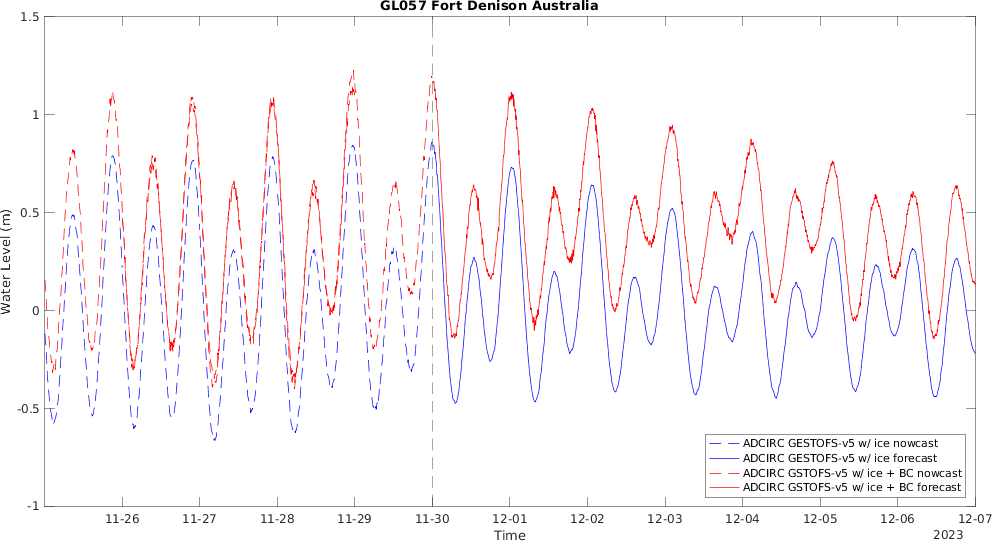 GL057 Fort Denison Australia
1.5
1
0.5
0
-0.5
-1
Water Level (m)
11-26 11-27 11-28 11-29 11-30 12-01 12-02 12-03 12-04 12-05 12-06 12-07
Time
2023
ADCIRC GESTOFS-v5 w/ ice nowcast
ADCIRC GESTOFS-v5 w/ ice forecast
ADCIRC GSTOFS-v5 w/ ice + BC nowcast
ADCIRC GSTOFS-v5 w/ ice + BC forecast